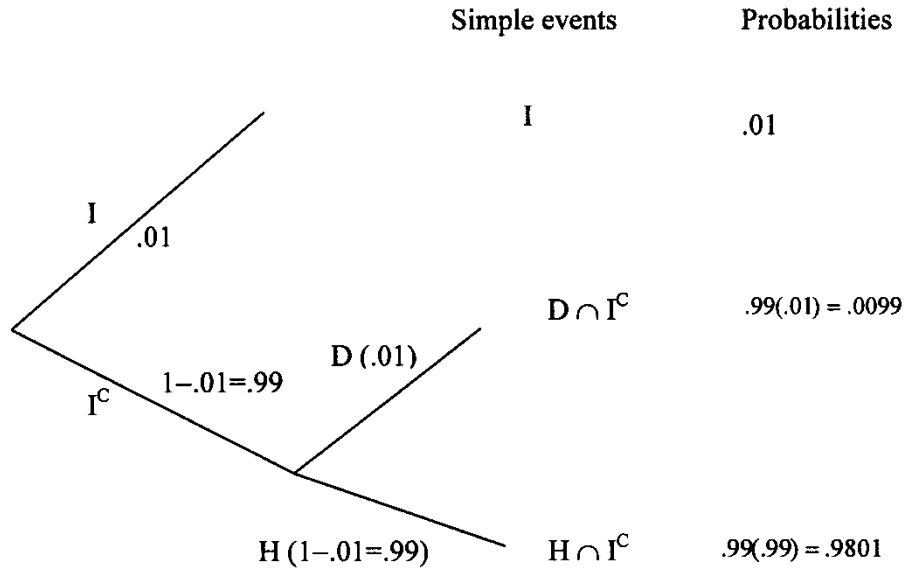 Simple events Probabilities
I .01
I
.01
D ∩ I^C .99(.01) = .0099
D (.01)
1–.01=.99
I^C
H (1–.01=.99) H ∩ I^C .99(.99) = .9801